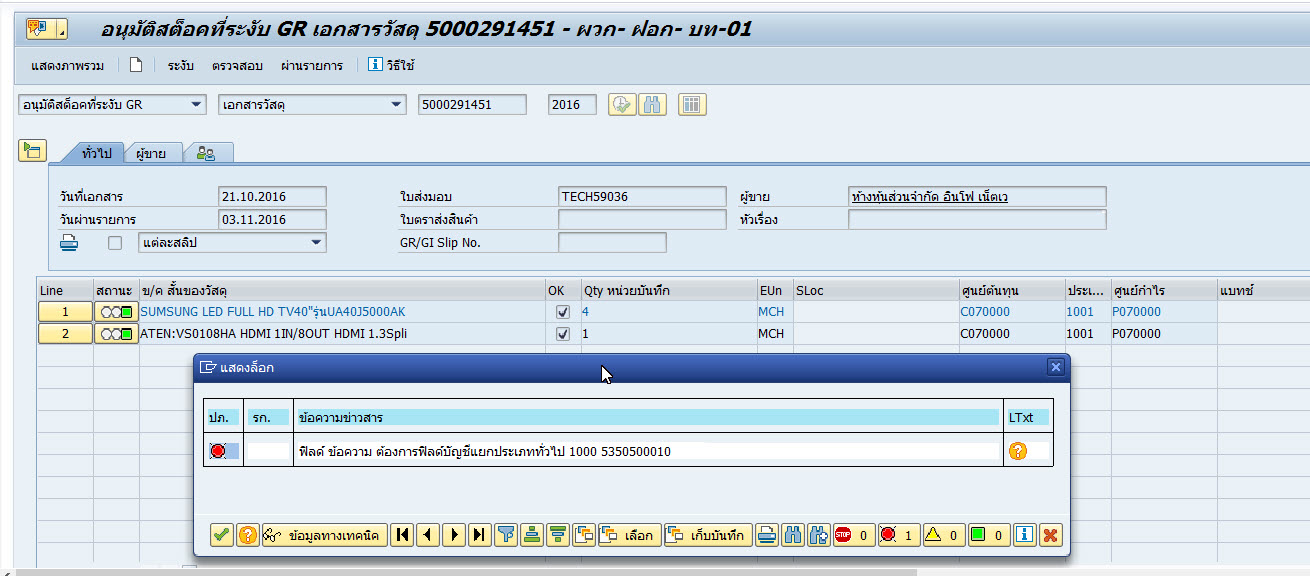 อนุมัติสต็อคที่ระงับ GR เอกสารวัสดุ 5000291451 - ผวก- ฝอก- บท-01
แสดงภาพรวม ระงับ ตรวจสอบ ผ่านรายการ วิธีใช้
อนุมัติสต็อคที่ระงับ GR เอกสารวัสดุ 5000291451 2016
ทั่วไป ผู้ขาย
วันที่เอกสาร 21.10.2016 ใบส่งมอบ TECH59036 ผู้ขาย ห้างหุ้นส่วนจำกัด อินโฟ เน็ตเว
วันผ่านรายการ 03.11.2016 ใบตราส่งสินค้า หัวเรื่อง
แต่ละสลิป GR/GI Slip No.
Line สถานะ ข/ค สั้นของวัสดุ OK Qty หน่วยบันทึก EUn SLoc ศูนย์ต้นทุน ประเ... ศูนย์กำไร แบทช์
1 SUMSUNG LED FULL HD TV40"รุ่นUA40J5000AK 4 MCH C070000 1001 P070000
2 ATEN:VS0108HA HDMI 1IN/8OUT HDMI 1.3Spli 1 MCH C070000 1001 P070000
แสดงล็อก
ปภ. รก. ข้อความข่าวสาร LTxt
ฟิลด์ ข้อความ ต้องการฟิลด์บัญชีแยกประเภททั่วไป 1000 5350500010
ข้อมูลทางเทคนิค เลือก เก็บบันทึก STOP 0 1 0 0